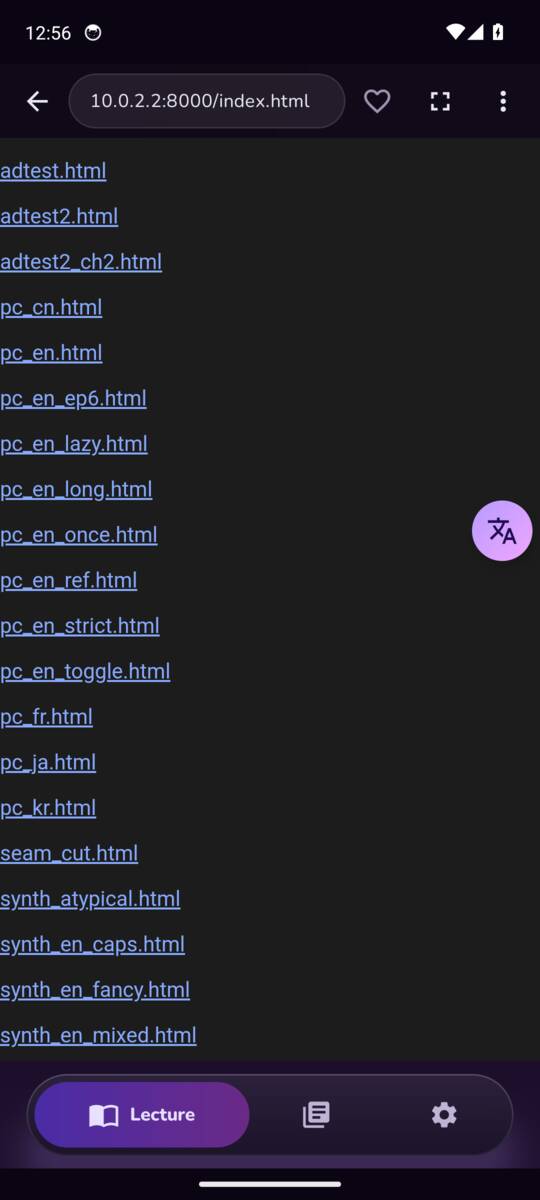 12:56
10.0.2.2:8000/index.html
adtest.html
adtest2.html
adtest2_ch2.html
pc_cn.html
pc_en.html
pc_en_ep6.html
pc_en_lazy.html
pc_en_long.html
pc_en_once.html
pc_en_ref.html
pc_en_strict.html
pc_en_toggle.html
pc_fr.html
pc_ja.html
pc_kr.html
seam_cut.html
synth_atypical.html
synth_en_caps.html
synth_en_fancy.html
synth_en_mixed.html
Lecture